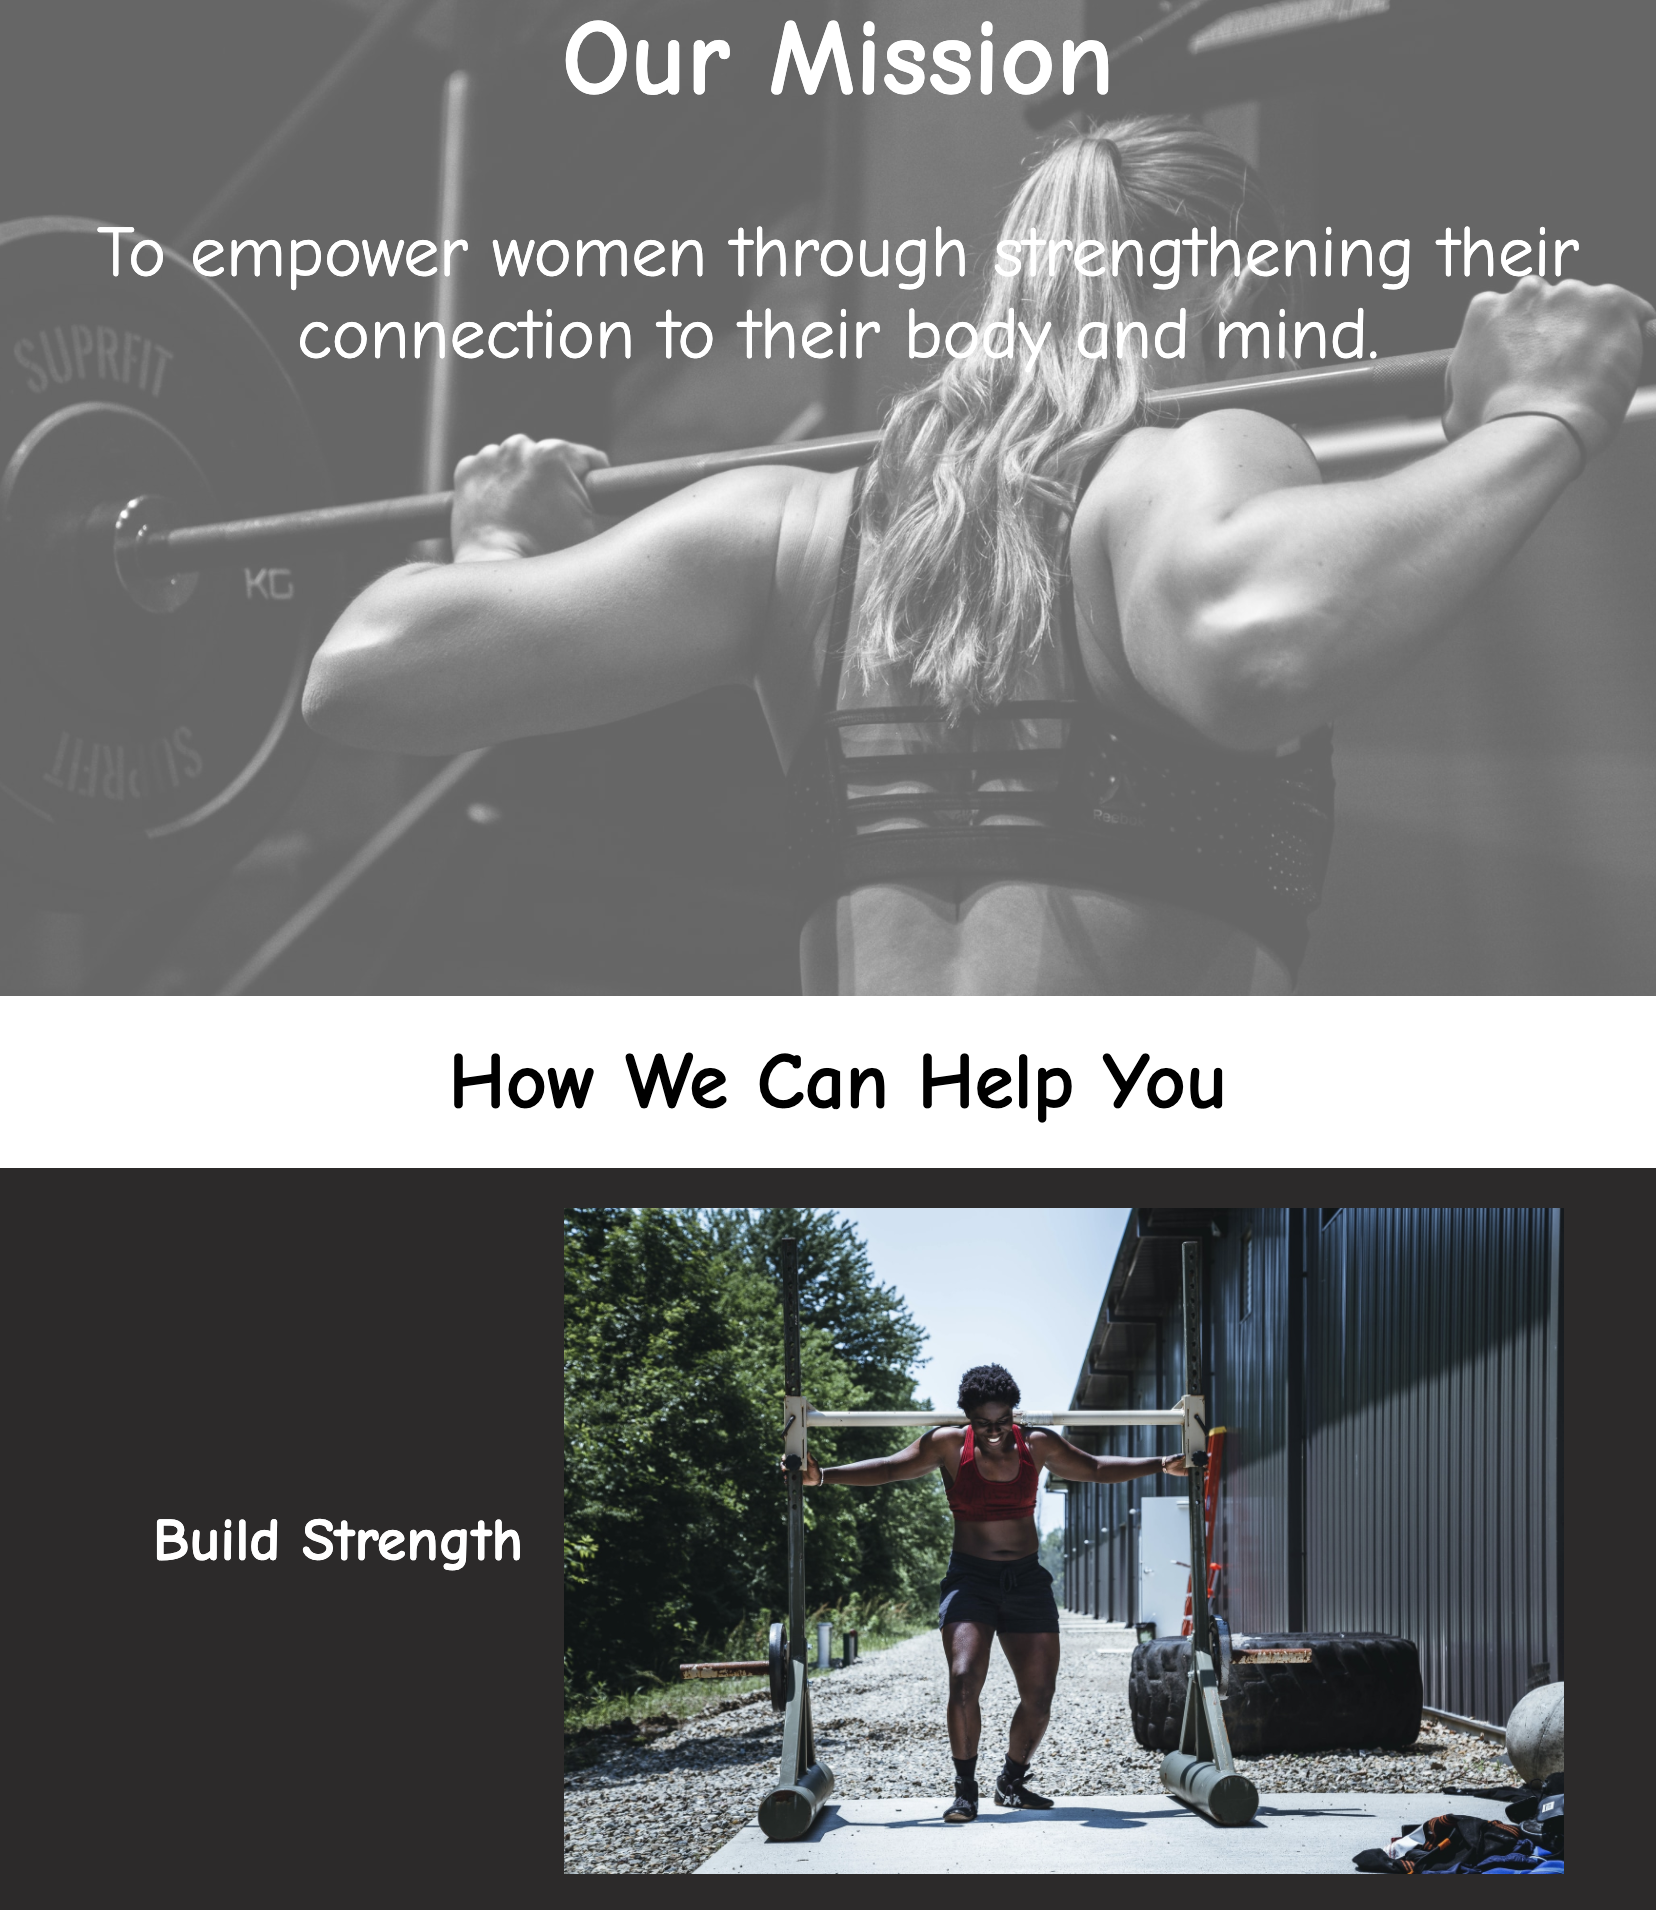 Our Mission
To empower women through strengthening their
connection to their body and mind.
SUPRFIT
KG
SUPRFIT
Reebok
How We Can Help You
Build Strength